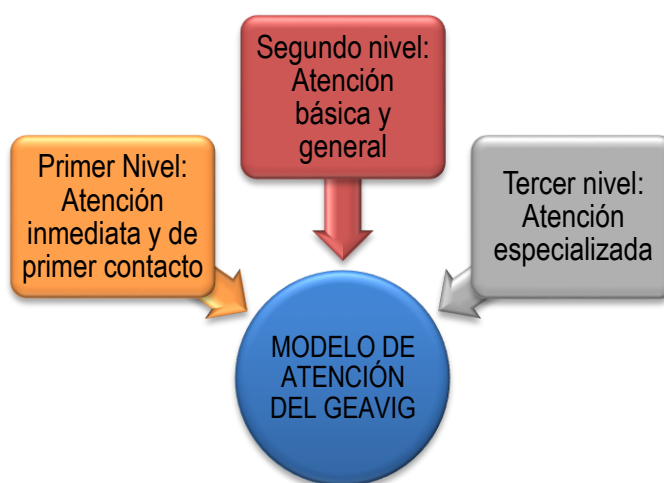 Primer Nivel:
Atención
inmediata y de
primer contacto
Segundo nivel:
Atención
básica y
general
Tercer nivel:
Atención
especializada
MODELO DE
ATENCIÓN
DEL GEAVIG